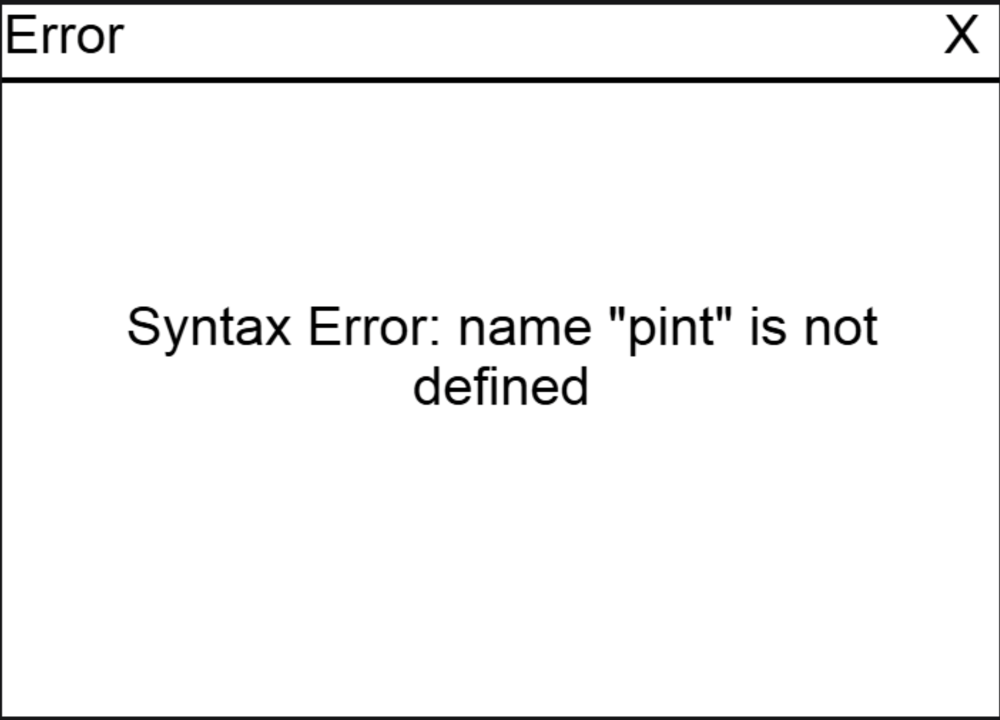 Error
X
Syntax Error: name "pint" is not
defined